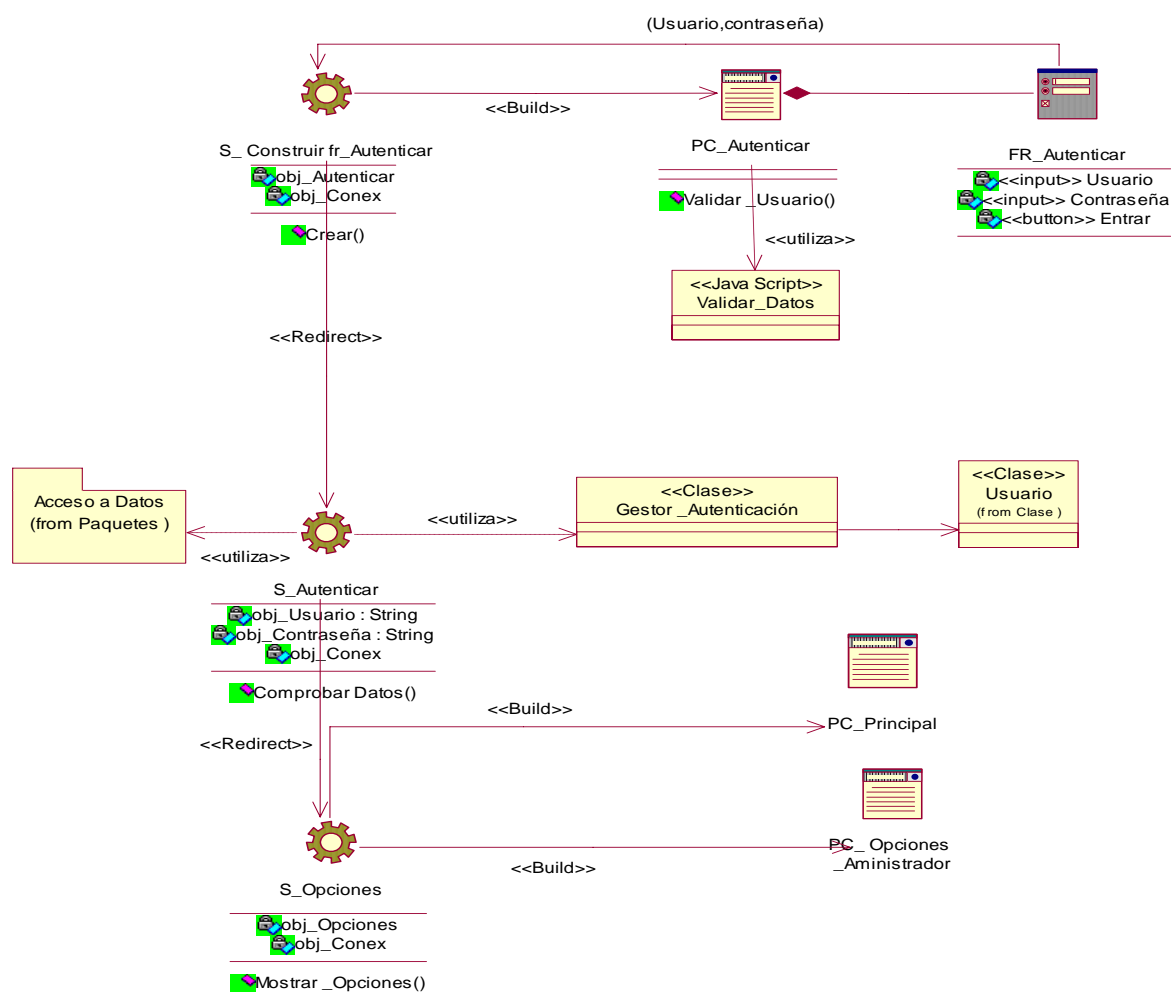 (Usuario,contraseña)
<<Build>>
S_ Construir fr_Autenticar
obj_Autenticar
obj_Conex
Crear()
PC_Autenticar
Validar _Usuario()
<<utiliza>>
FR_Autenticar
<<input>> Usuario
<<input>> Contraseña
<<button>> Entrar
<<Java Script>>
Validar_Datos
<<Redirect>>
Acceso a Datos
(from Paquetes )
<<utiliza>>
<<utiliza>>
<<Clase>>
Gestor _Autenticación
<<Clase>>
Usuario
(from Clase )
S_Autenticar
obj_Usuario : String
obj_Contraseña : String
obj_Conex
Comprobar Datos()
<<Redirect>>
<<Build>>
PC_Principal
<<Build>>
PC_ Opciones
_Aministrador
S_Opciones
obj_Opciones
obj_Conex
Mostrar _Opciones()